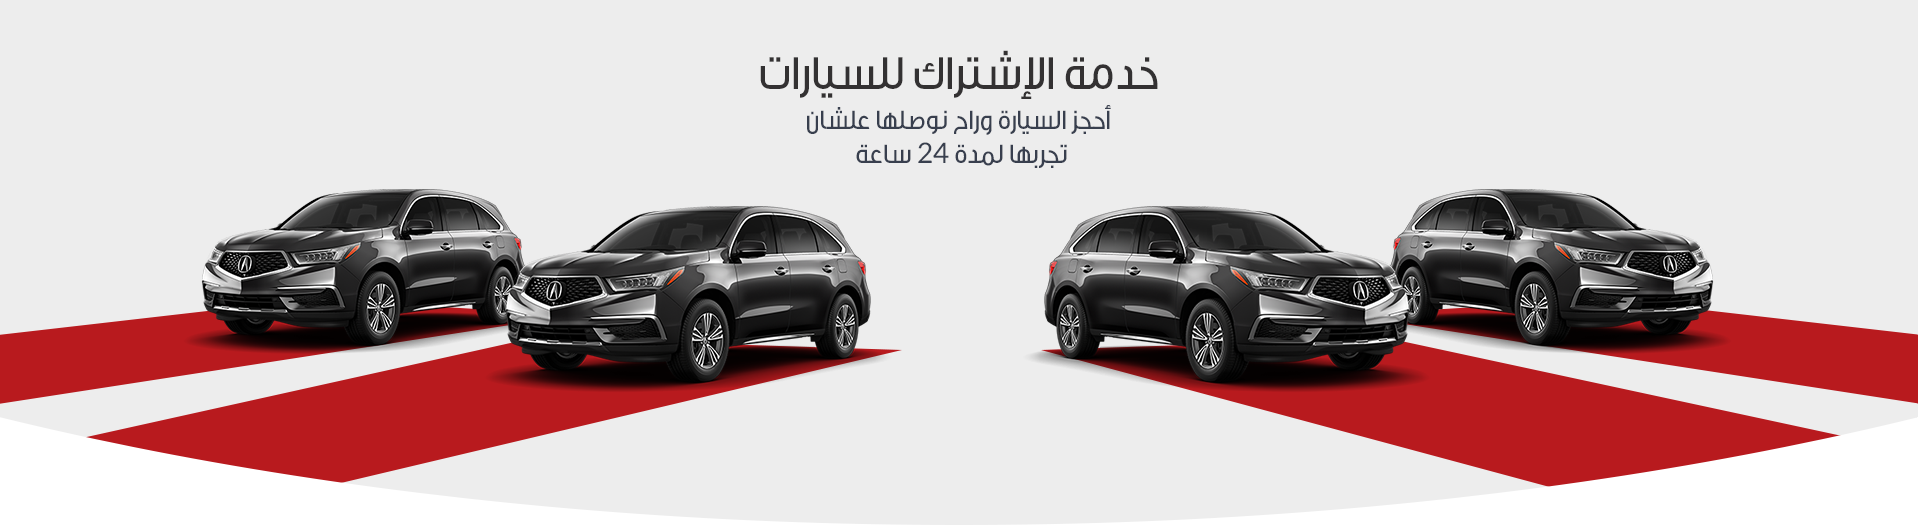 خدمة الإشتراك للسيارات
أحجز السيارة وراح نوصلها علشان
تجربها لمدة 24 ساعة